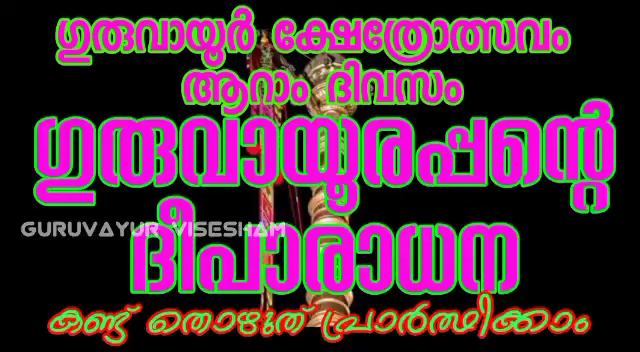 ഗുരുവായൂർ ക്ഷേത്രോത്സവം
ആറാം ദിവസം
ഗുരുവായൂരപ്പന്റെ
GURUVAYUR VISESHAM
ദീപാരാധന
കണ്ട് തൊഴുത് പ്രാർത്ഥിക്കാം